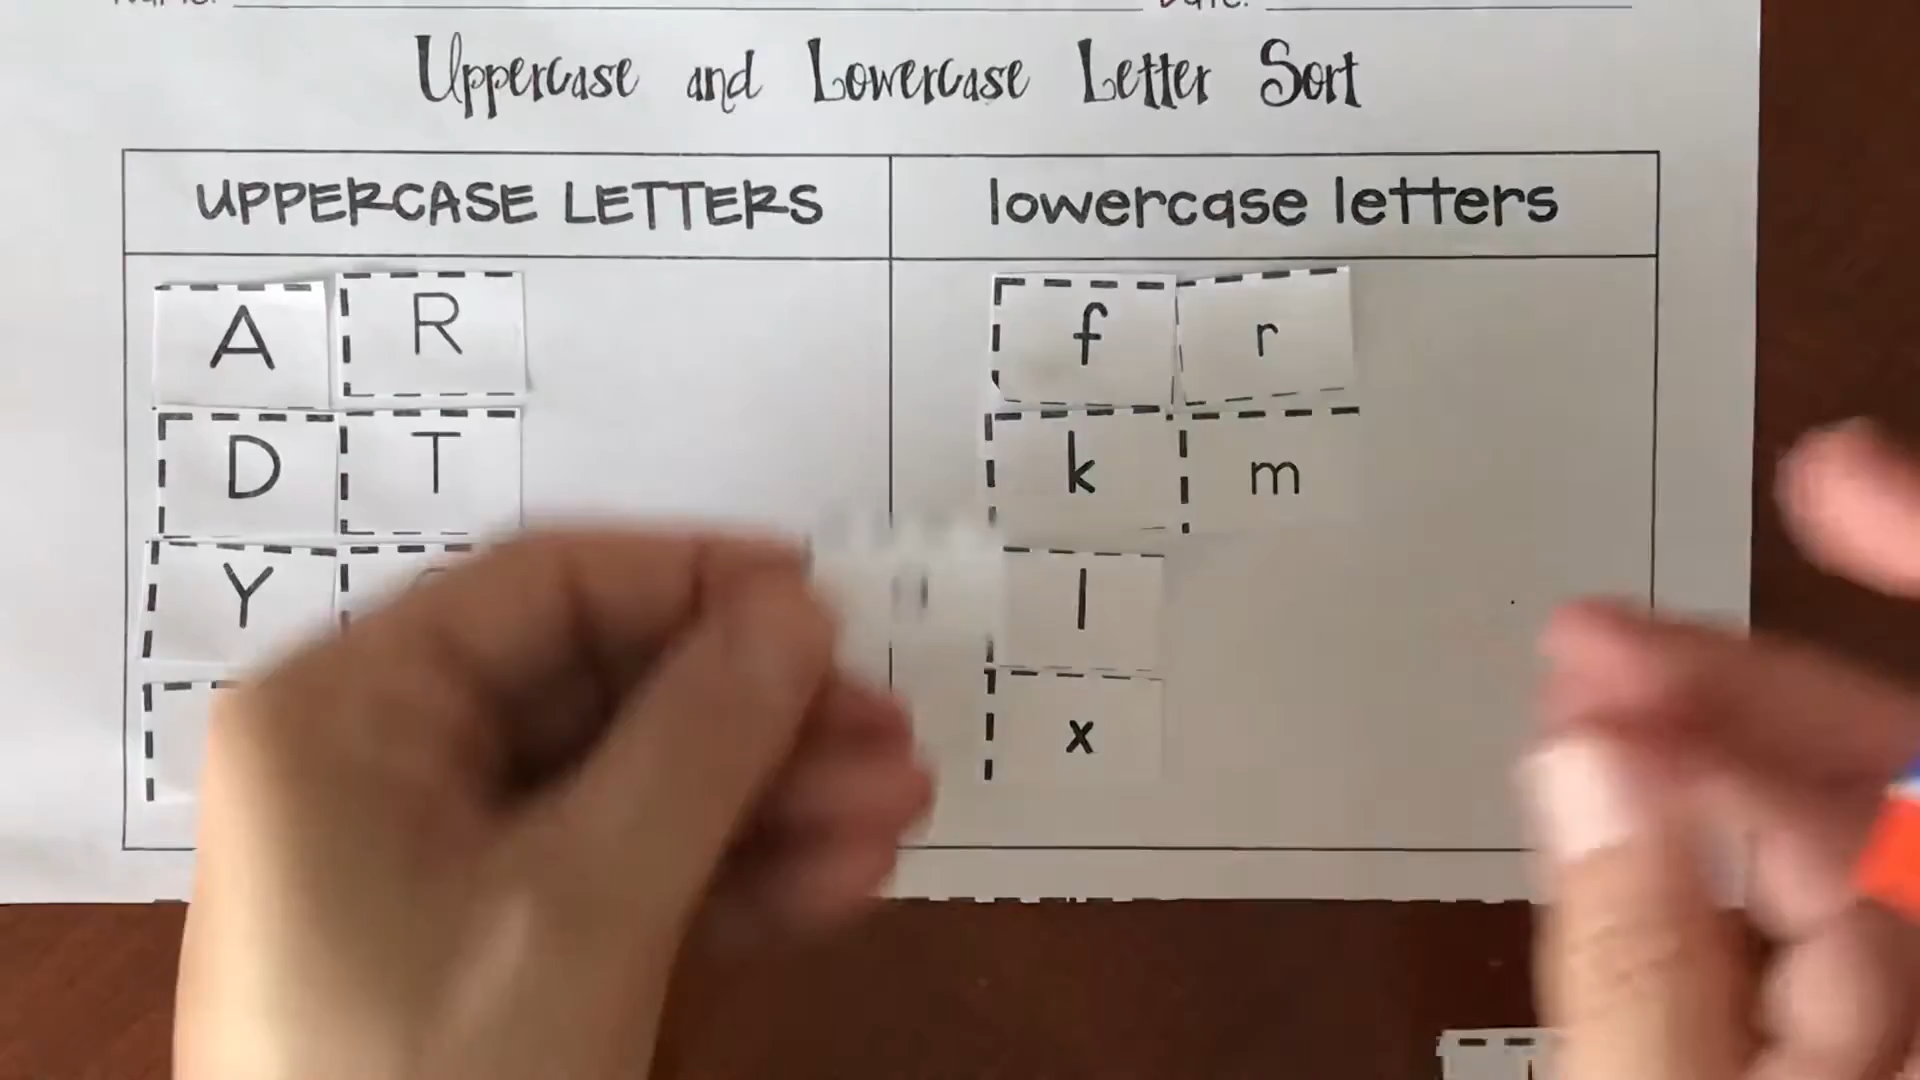 Uppercase and Lowercase Letter Sort
UPPERCASE LETTERS lowercase letters
A R f r
D T k m
Y l
x